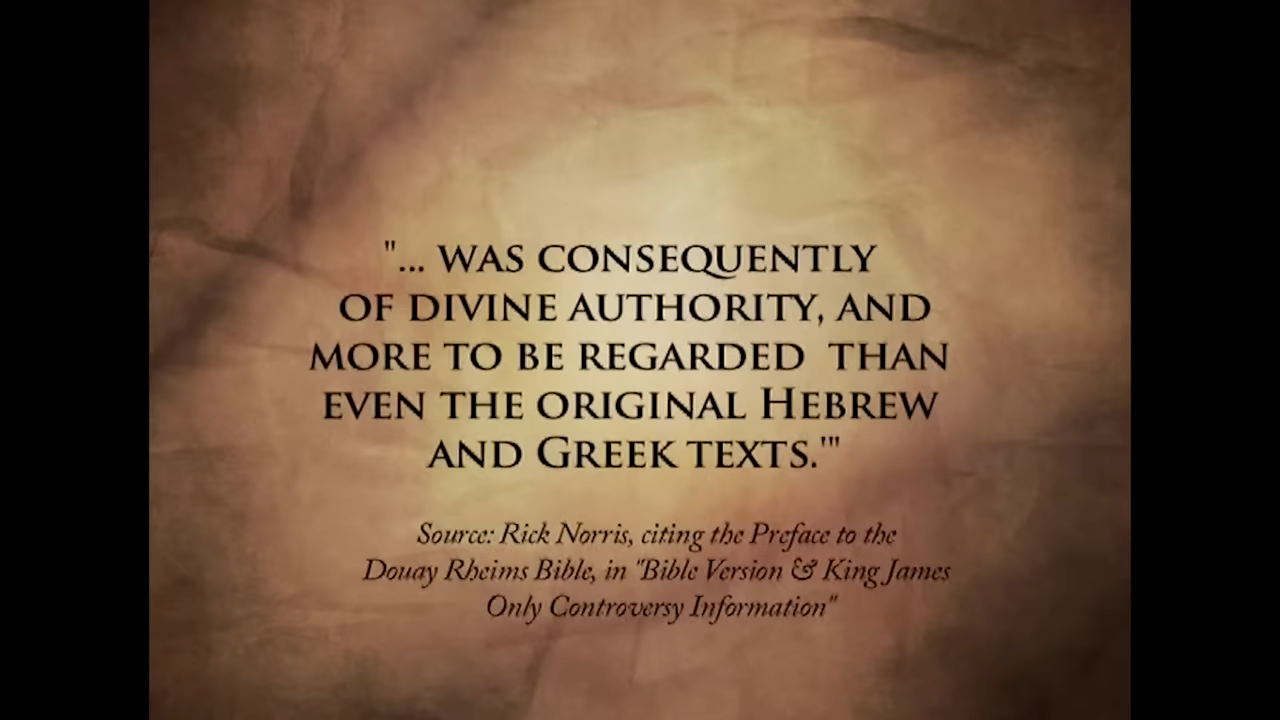 "... WAS CONSEQUENTLY
OF DIVINE AUTHORITY, AND
MORE TO BE REGARDED THAN
EVEN THE ORIGINAL HEBREW
AND GREEK TEXTS.'"
Source: Rick Norris, citing the Preface to the
Douay Rheims Bible, in "Bible Version & King James
Only Controversy Information"